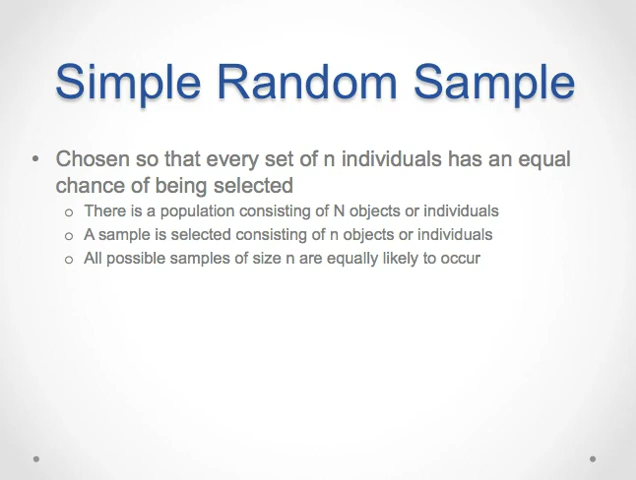 Simple Random Sample
• Chosen so that every set of n individuals has an equal
chance of being selected
o There is a population consisting of N objects or individuals
o A sample is selected consisting of n objects or individuals
o All possible samples of size n are equally likely to occur